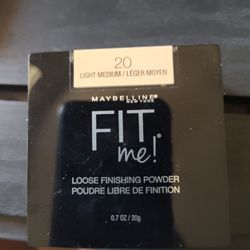 20
LIGHT MEDIUM / LÉGER MOYEN
MAYBELLINE®
NEW YORK
FIT
me!®
LOOSE FINISHING POWDER
POUDRE LIBRE DE FINITION
0.7 OZ / 20g